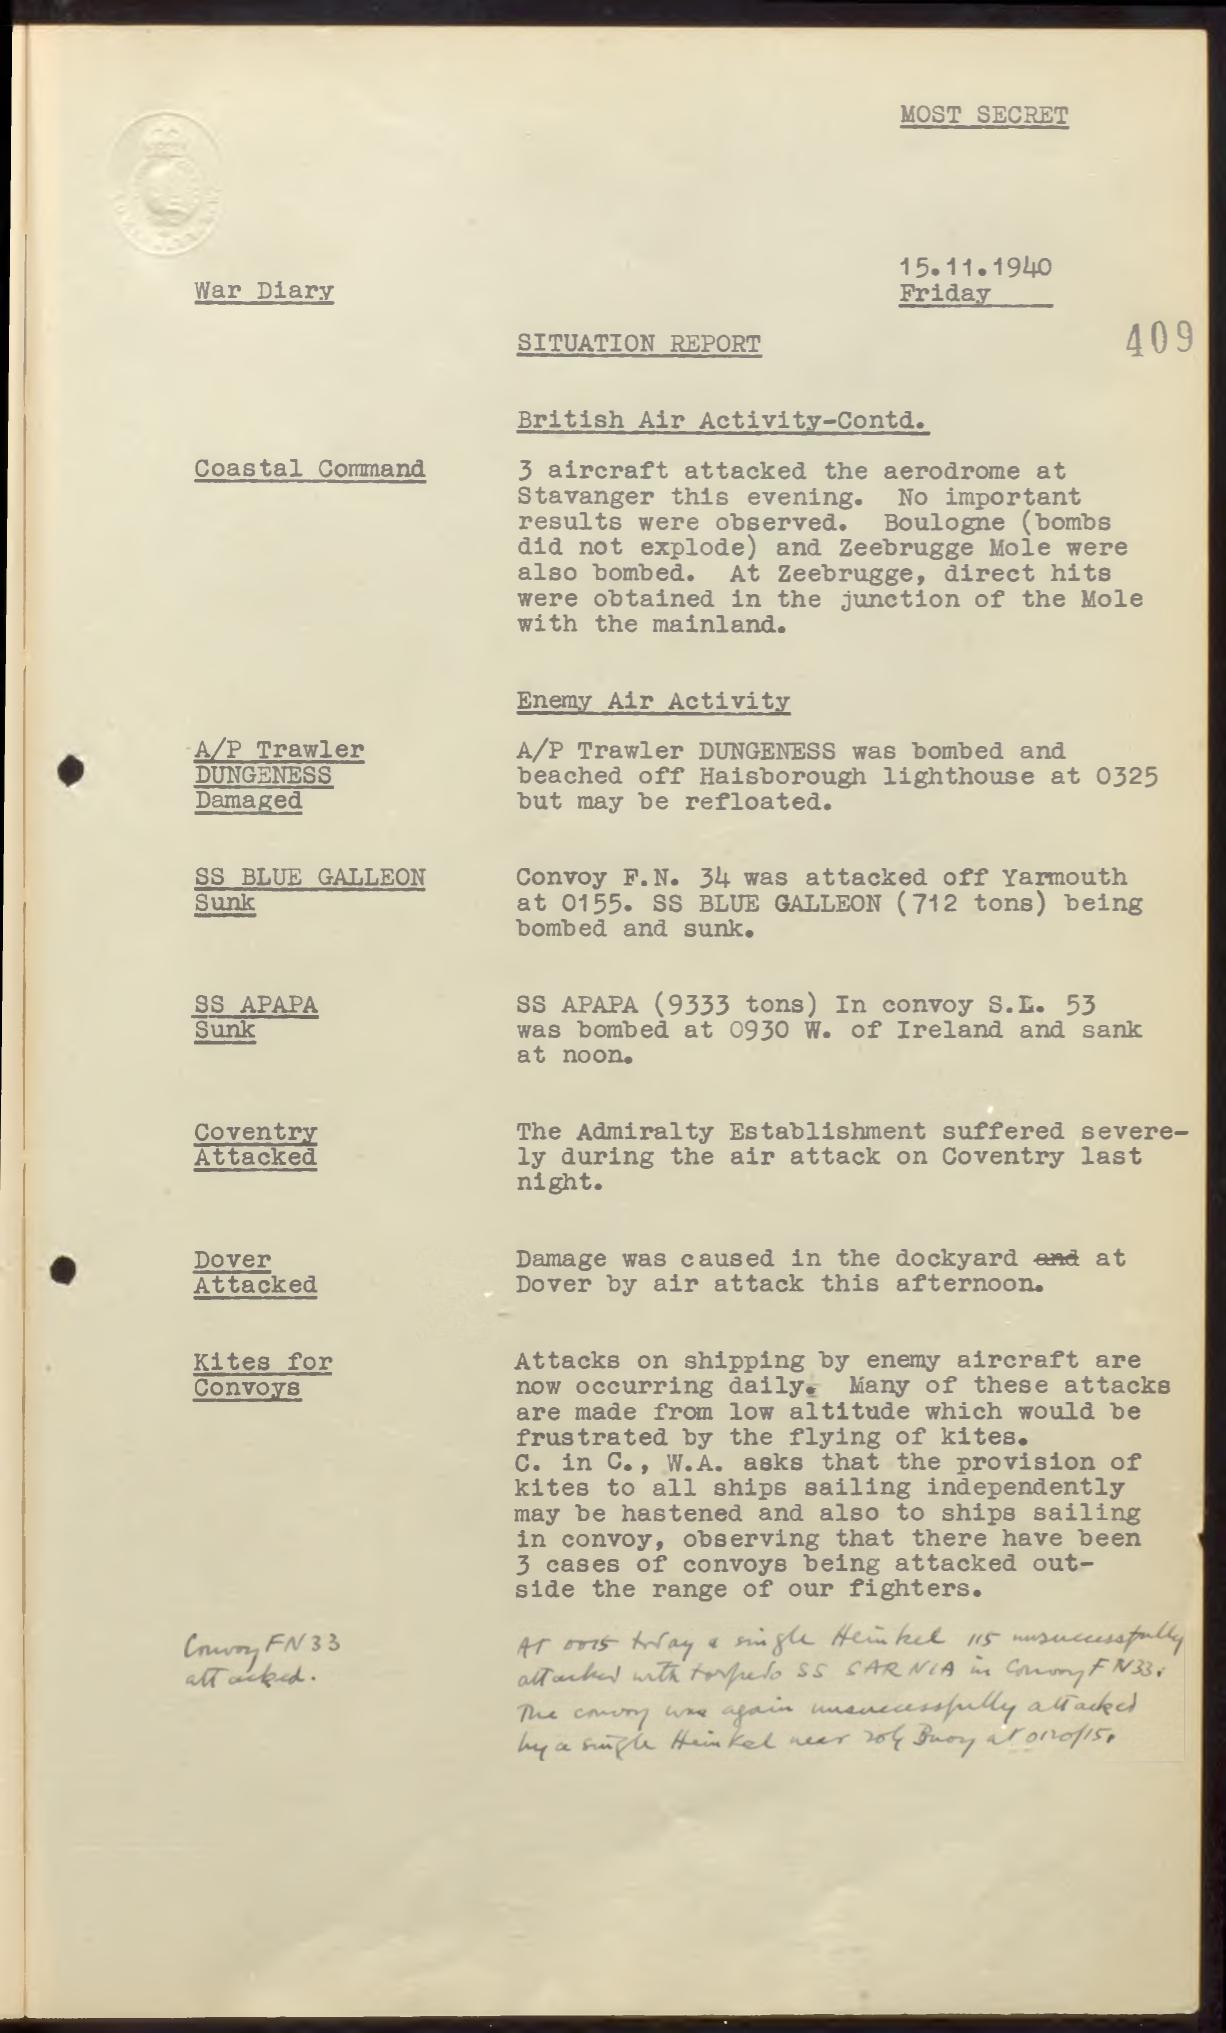 MOST SECRET
15.11.1940
War Diary
Friday
SITUATION REPORT
409
British Air Activity-Contd.
Coastal Command
3 aircraft attacked the aerodrome at
Stavanger this evening. No important
results were observed. Boulogne (bombs
did not explode) and Zeebrugge Mole were
also bombed. At Zeebrugge, direct hits
were obtained in the junction of the Mole
with the mainland.
Enemy Air Activity
A/P Trawler
DUNGENESS
Damaged
A/P Trawler DUNGENESS was bombed and
beached off Haisborough lighthouse at 0325
but may be refloated.
SS BLUE GALLEON
Sunk
Convoy F.N. 34 was attacked off Yarmouth
at 0155. SS BLUE GALLEON (712 tons) being
bombed and sunk.
SS APAPA
Sunk
SS APAPA (9333 tons) In convoy S.L. 53
was bombed at 0930 W. of Ireland and sank
at noon.
Coventry
Attacked
The Admiralty Establishment suffered severe-
ly during the air attack on Coventry last
night.
Dover
Attacked
Damage was caused in the dockyard and at
Dover by air attack this afternoon.
Kites for
Convoys
Attacks on shipping by enemy aircraft are
now occurring daily. Many of these attacks
are made from low altitude which would be
frustrated by the flying of kites.
C. in C., W.A. asks that the provision of
kites to all ships sailing independently
may be hastened and also to ships sailing
in convoy, observing that there have been
3 cases of convoys being attacked out-
side the range of our fighters.
Convoy FN 33
attacked.
At 0015 today a single Heinkel 115 unsuccessfully
attacked with torpedo SS SARNIA in Convoy FN33.
The convoy was again unsuccessfully attacked
by a single Heinkel near Buoy at 0120/15.